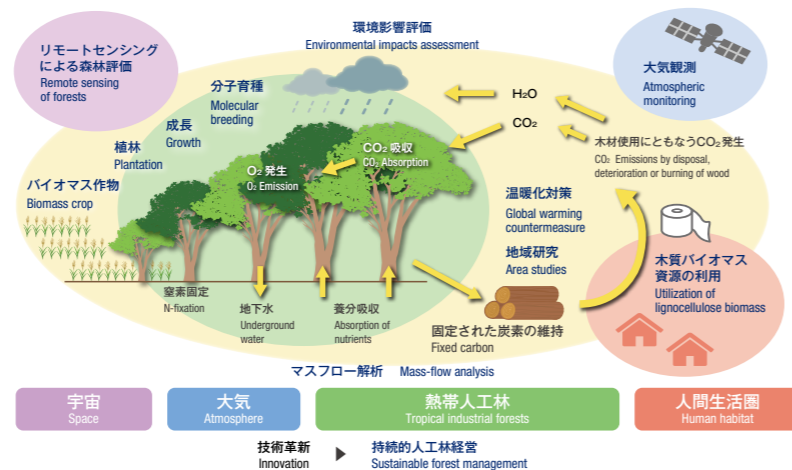 環境影響評価
Environmental impacts assessment
リモートセンシング
による森林評価
Remote sensing
of forests
大気観測
Atmospheric
monitoring
分子育種
Molecular
breeding
成長
Growth
植林
Plantation
バイオマス作物
Biomass crop
H₂O
CO₂
CO₂吸収
CO₂ Absorption
O₂発生
O₂ Emission
木材使用にともなうCO₂発生
CO₂ Emissions by disposal,
deterioration or burning of wood
温暖化対策
Global warming
countermeasure
地域研究
Area studies
木質バイオマス
資源の利用
Utilization of
lignocellulose biomass
窒素固定
N-fixation
地下水
Underground
water
養分吸収
Absorption of
nutrients
固定された炭素の維持
Fixed carbon
マスフロー解析 Mass-flow analysis
宇宙
Space
大気
Atmosphere
熱帯人工林
Tropical industrial forests
人間生活圏
Human habitat
技術革新
Innovation
持続的人工林経営
Sustainable forest management